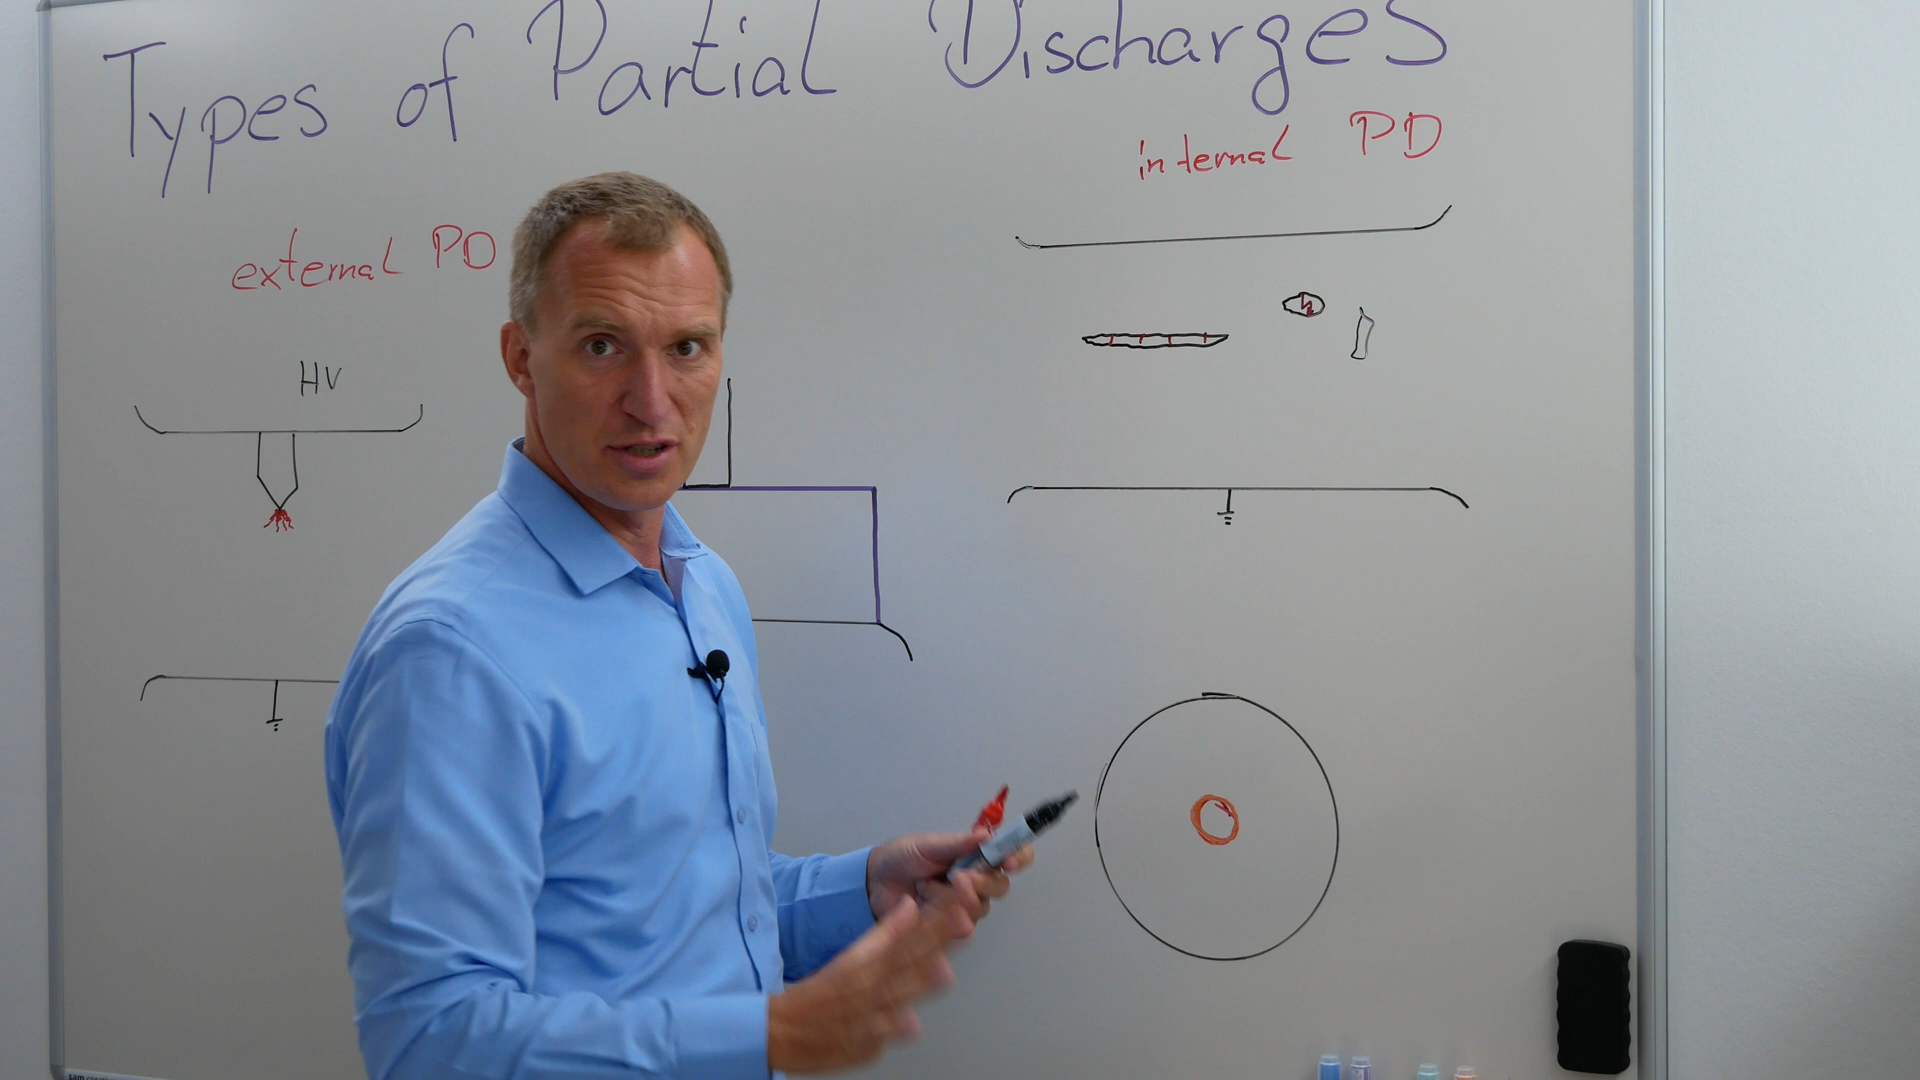 Types of Partial Discharges
internal PD
external PD
HV